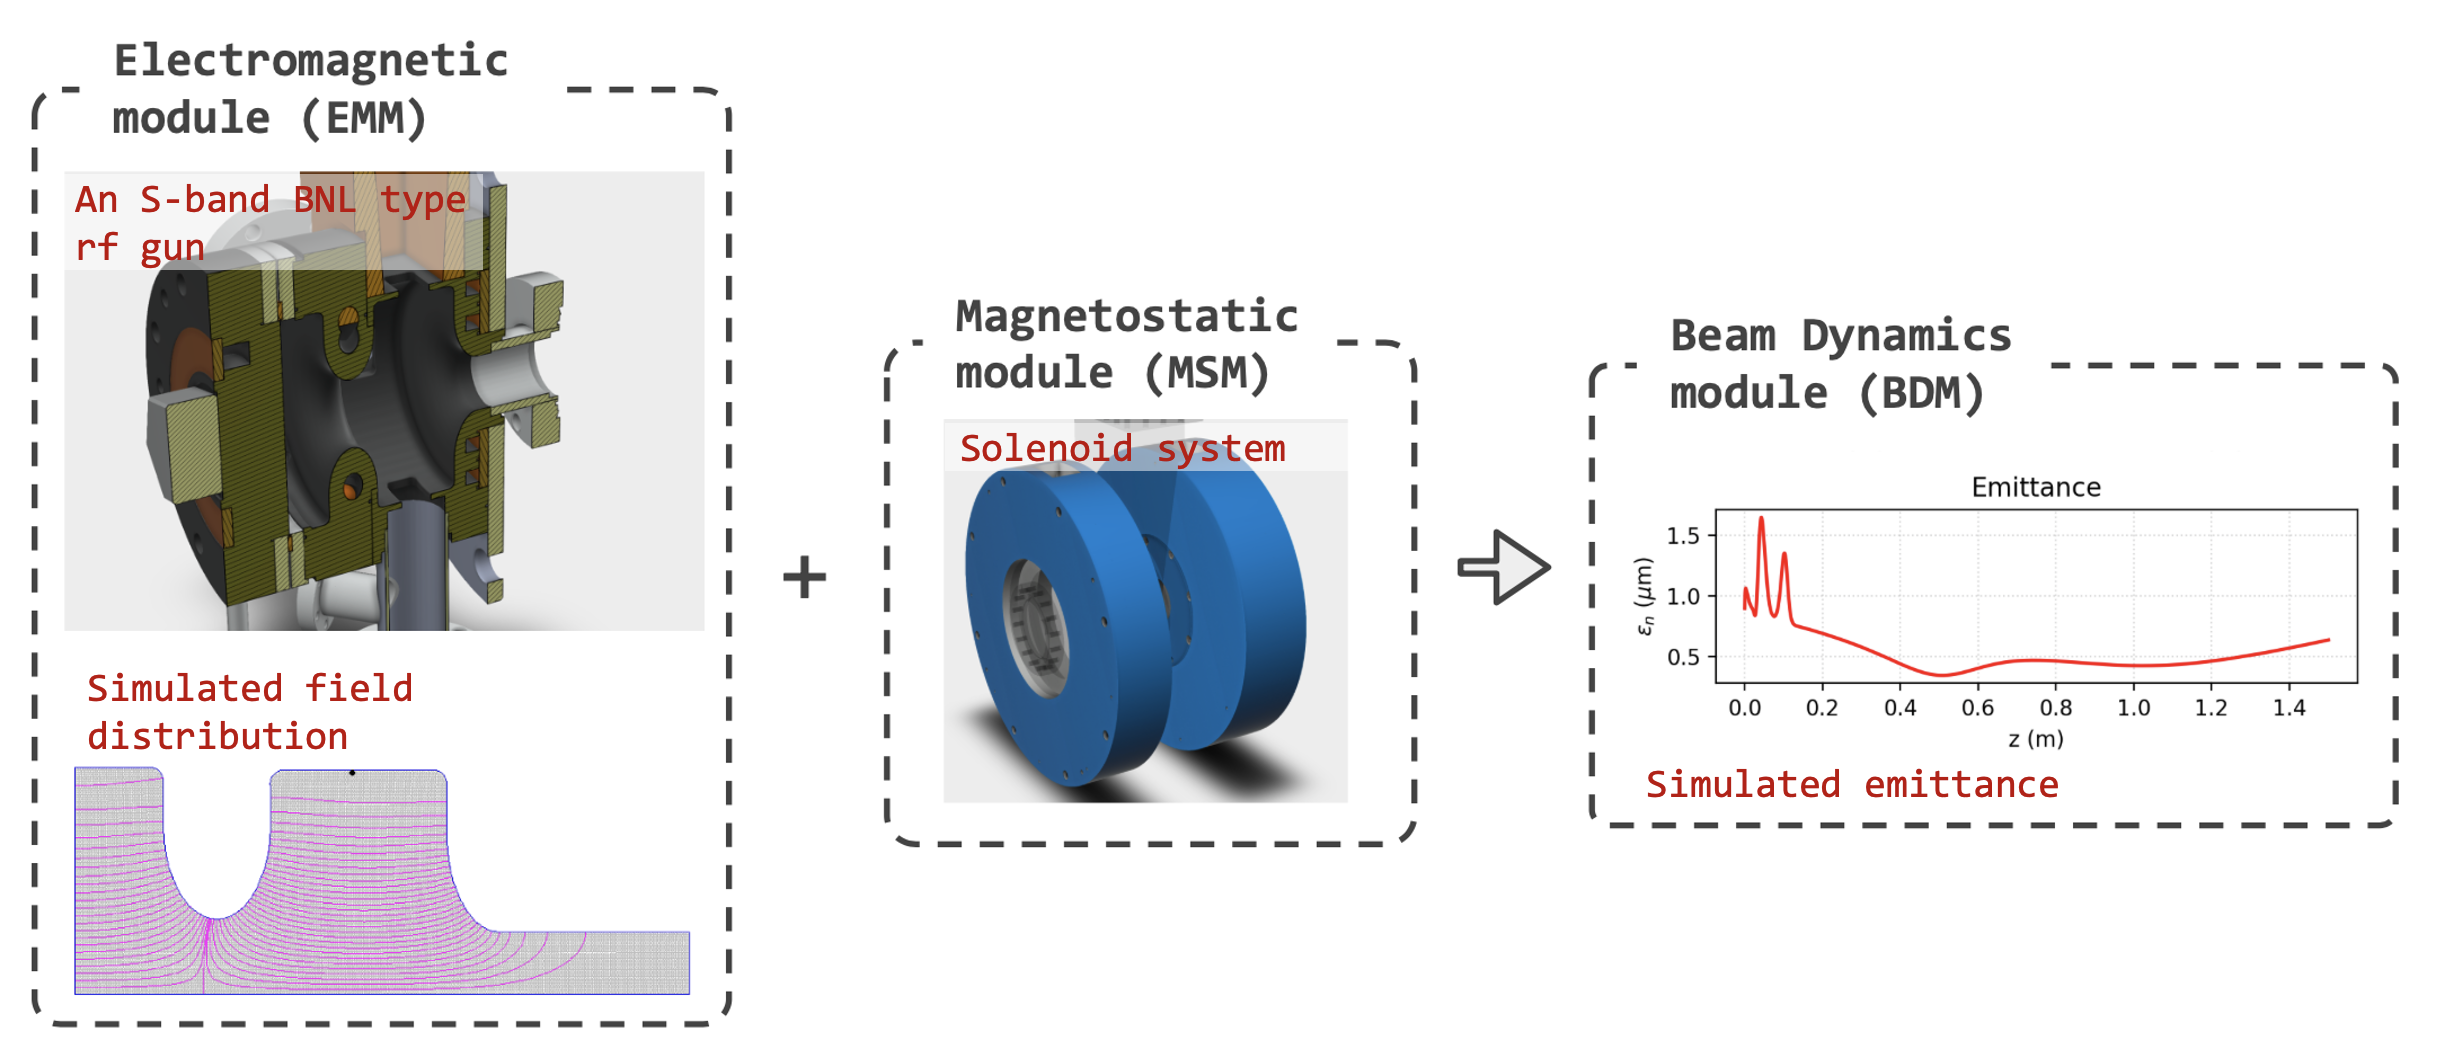 Electromagnetic
module (EMM)
An S-band BNL type
rf gun
Simulated field
distribution
+
Magnetostatic
module (MSM)
Solenoid system
Beam Dynamics
module (BDM)
Emittance
εn (μm)
1.5
1.0
0.5
0.0 0.2 0.4 0.6 0.8 1.0 1.2 1.4
z (m)
Simulated emittance